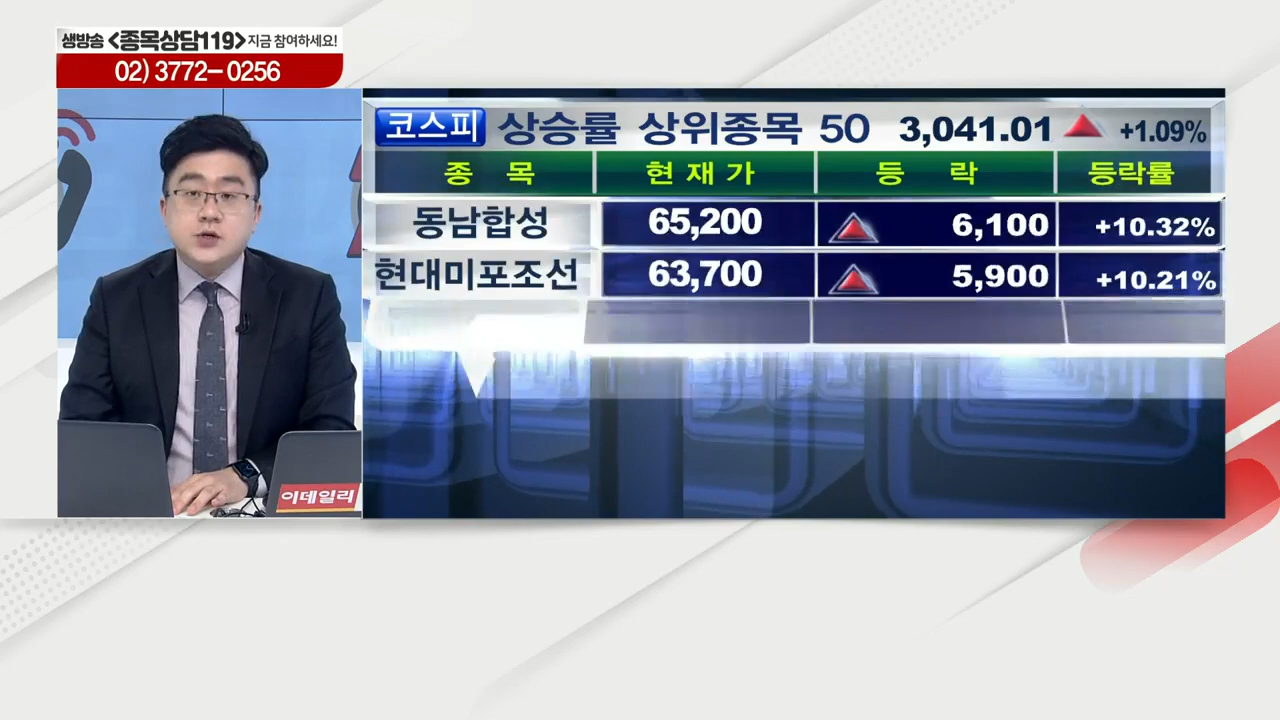 생방송 <종목상담119> 지금 참여하세요!
02) 3772-0256
코스피 상승률 상위종목 50 3,041.01 ▲ +1.09%
종 목 현 재 가 등 락 등락률
동남합성 65,200 ▲ 6,100 +10.32%
현대미포조선 63,700 ▲ 5,900 +10.21%
이데일리